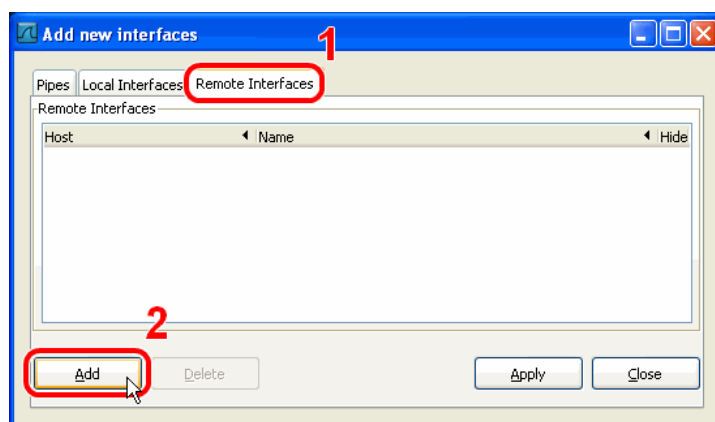 Add new interfaces
1
Pipes Local Interfaces Remote Interfaces
Remote Interfaces
Host Name Hide
2
Add Delete Apply Close